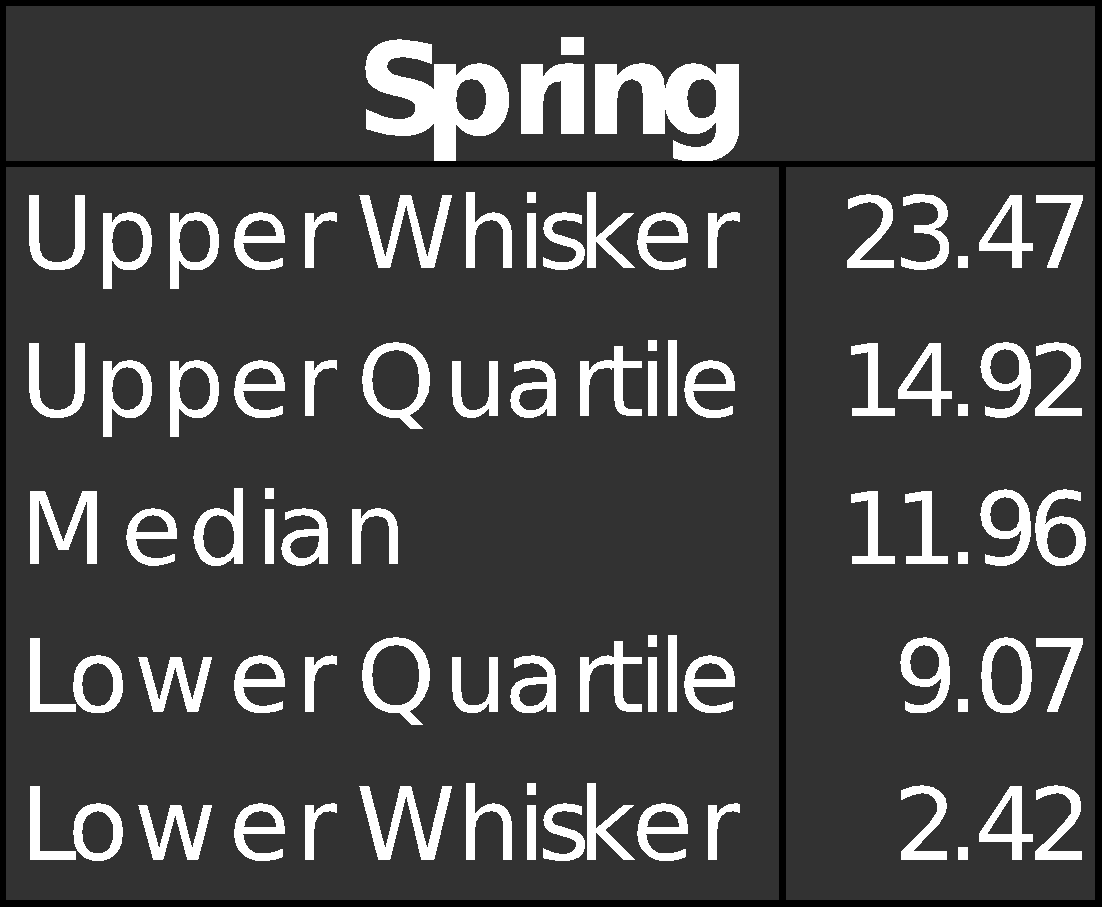 Spring
Upper Whisker 23.47
Upper Quartile 14.92
Median 11.96
Lower Quartile 9.07
Lower Whisker 2.42